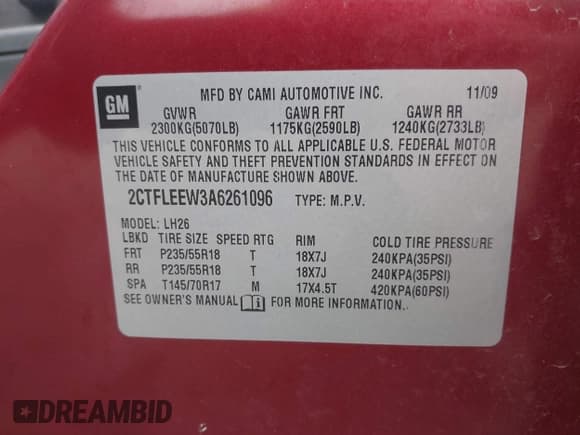 GM
MFD BY CAMI AUTOMOTIVE INC. 11/09
GVWR GAWR FRT GAWR RR
2300KG(5070LB) 1175KG(2590LB) 1240KG(2733LB)
THIS VEHICLE CONFORMS TO ALL APPLICABLE U.S. FEDERAL MOTOR
VEHICLE SAFETY AND THEFT PREVENTION STANDARDS IN EFFECT ON
THE DATE OF MANUFACTURE SHOWN ABOVE.
2CTFLEEW3A6261096 TYPE: M.P.V.
MODEL: LH26
LBKD TIRE SIZE SPEED RTG RIM COLD TIRE PRESSURE
FRT P235/55R18 T 18X7J 240KPA(35PSI)
RR P235/55R18 T 18X7J 240KPA(35PSI)
SPA T145/70R17 M 17X4.5T 420KPA(60PSI)
SEE OWNER'S MANUAL FOR MORE INFORMATION.
DREAMBID